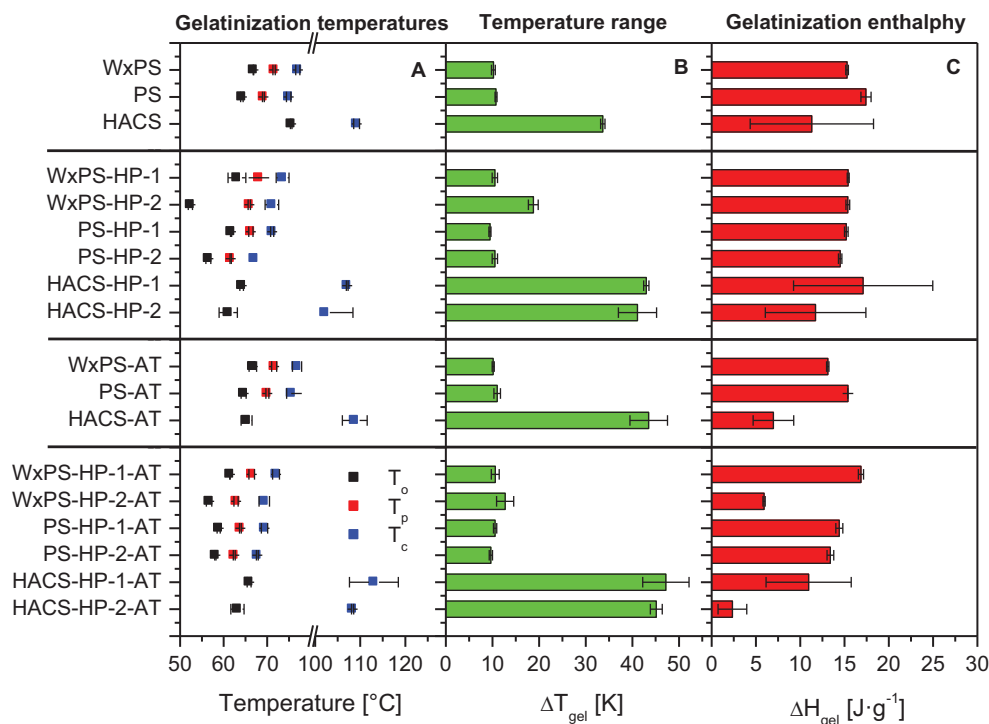 Gelatinization temperatures
Temperature range
Gelatinization enthalphy
A
B
C
WxPS
PS
HACS
WxPS-HP-1
WxPS-HP-2
PS-HP-1
PS-HP-2
HACS-HP-1
HACS-HP-2
WxPS-AT
PS-AT
HACS-AT
WxPS-HP-1-AT
WxPS-HP-2-AT
PS-HP-1-AT
PS-HP-2-AT
HACS-HP-1-AT
HACS-HP-2-AT
To
Tp
Tc
50 60 70 100 110 120
0 10 20 30 40 50
0 5 10 15 20 25 30
Temperature [°C]
ΔTgel [K]
ΔHgel [J·g-1]